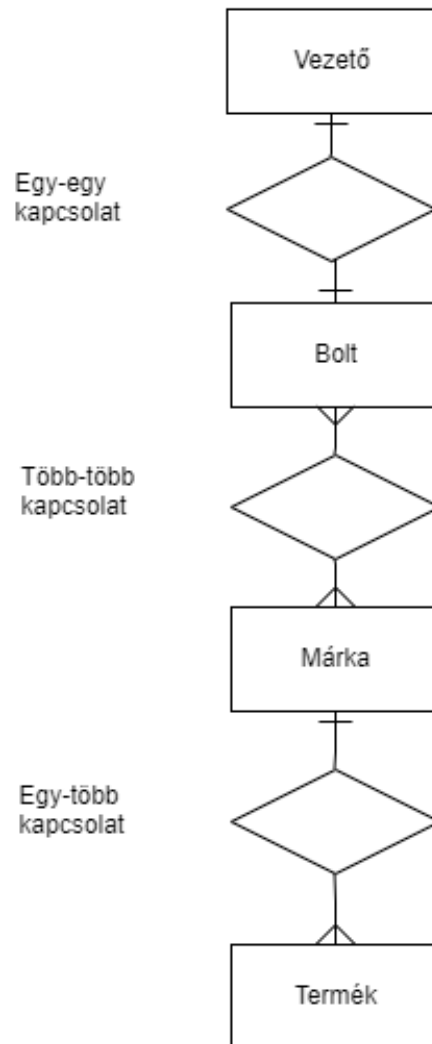 Vezető
Egy-egy
kapcsolat
Bolt
Több-több
kapcsolat
Márka
Egy-több
kapcsolat
Termék